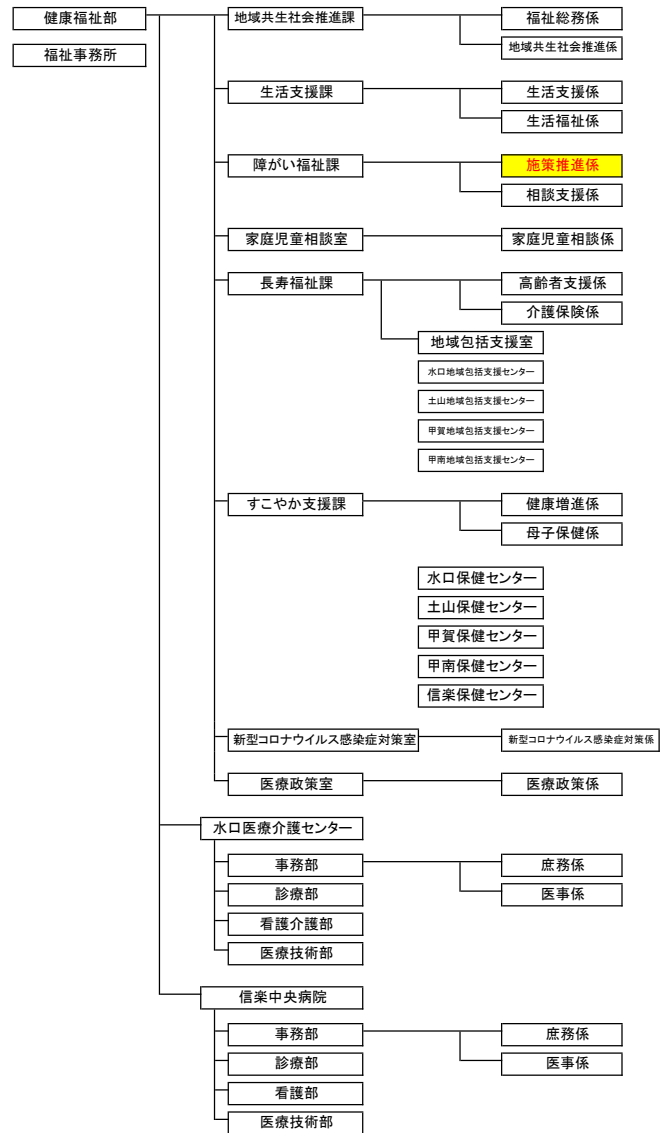 健康福祉部
地域共生社会推進課
福祉総務係
福祉事務所
地域共生社会推進係
生活支援課
生活支援係
生活福祉係
障がい福祉課
施策推進係
相談支援係
家庭児童相談室
家庭児童相談係
長寿福祉課
高齢者支援係
介護保険係
地域包括支援室
水口地域包括支援センター
土山地域包括支援センター
甲賀地域包括支援センター
甲南地域包括支援センター
すこやか支援課
健康増進係
母子保健係
水口保健センター
土山保健センター
甲賀保健センター
甲南保健センター
信楽保健センター
新型コロナウイルス感染症対策室
新型コロナウイルス感染症対策係
医療政策室
医療政策係
水口医療介護センター
事務部
庶務係
診療部
医事係
看護介護部
医療技術部
信楽中央病院
事務部
庶務係
診療部
医事係
看護部
医療技術部